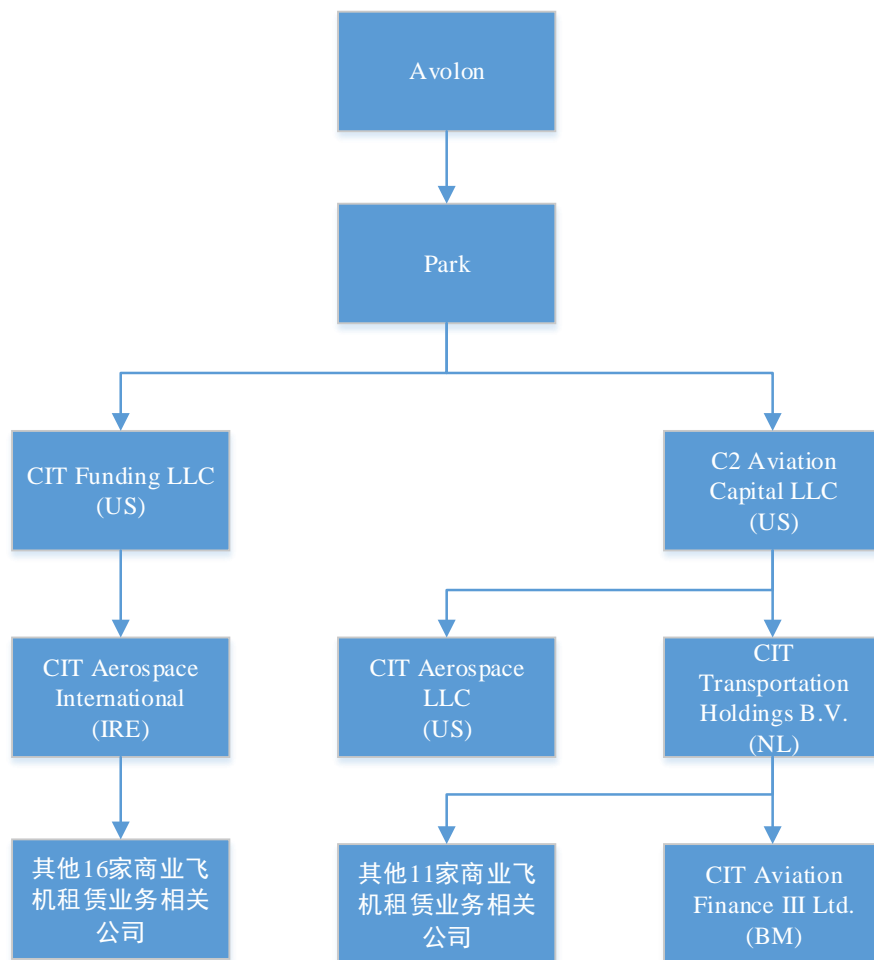 Avolon
Park
CIT Funding LLC
(US)
C2 Aviation
Capital LLC
(US)
CIT Aerospace
International
(IRE)
CIT Aerospace
LLC
(US)
CIT
Transportation
Holdings B.V.
(NL)
其他16家商业飞
机租赁业务相关
公司
其他11家商业飞
机租赁业务相关
公司
CIT Aviation
Finance III Ltd.
(BM)